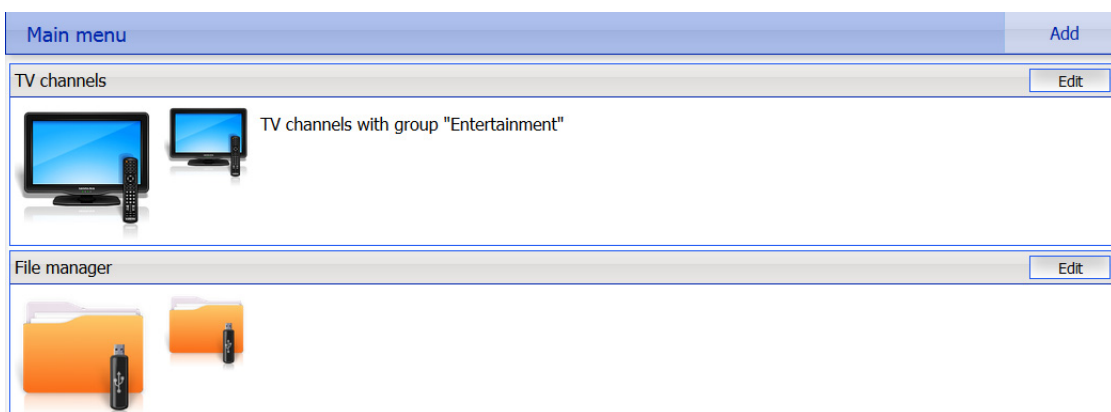 Main menu
Add
TV channels
Edit
TV channels with group "Entertainment"
File manager
Edit